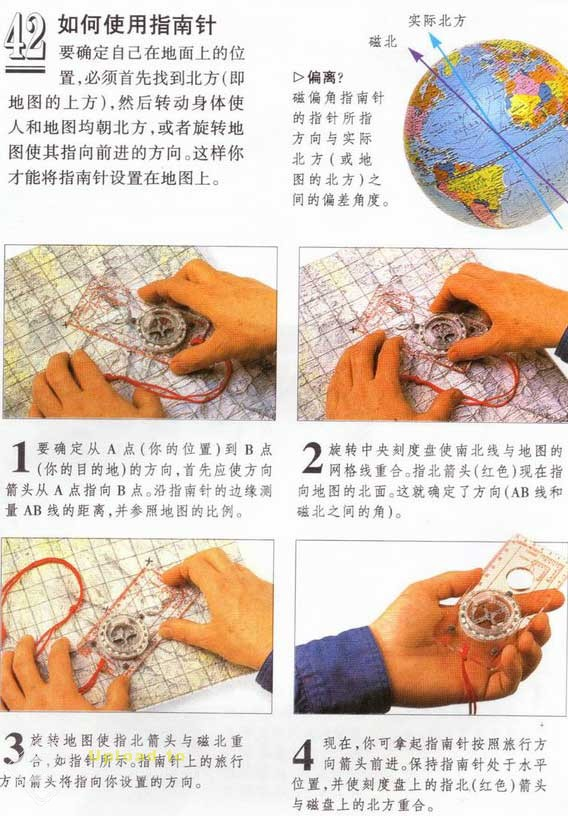 42 如何使用指南针
要确定自己在地面上的位
置,必须首先找到北方(即
地图的上方),然后转动身体使
人和地图均朝北方,或者旋转地
图使其指向前进的方向。这样你
才能将指南针设置在地图上。
实际北方
磁北
▷偏离?
磁偏角指南针
的指针所指
方向与实际
北方(或地
图的北方)之
间的偏差角度。
1 要确定从 A 点(你的位置)到 B 点
(你的目的地)的方向,首先应使方向
箭头从 A 点指向 B 点。沿指南针的边缘测
量 AB 线的距离,并参照地图的比例。
2 旋转中央刻度盘使南北线与地图的
网格线重合。指北箭头(红色)现在指
向地图的北面。这就确定了方向(AB 线和
磁北之间的角)。
3 旋转地图使指北箭头与磁北重
合,如指针所示。指南针上的旅行
方向箭头将指向你设置的方向。
Upload to
4 现在,你可拿起指南针按照旅行方
向箭头前进。保持指南针处于水平
位置,并使刻度盘上的指北(红色)箭头
与磁盘上的北方重合。